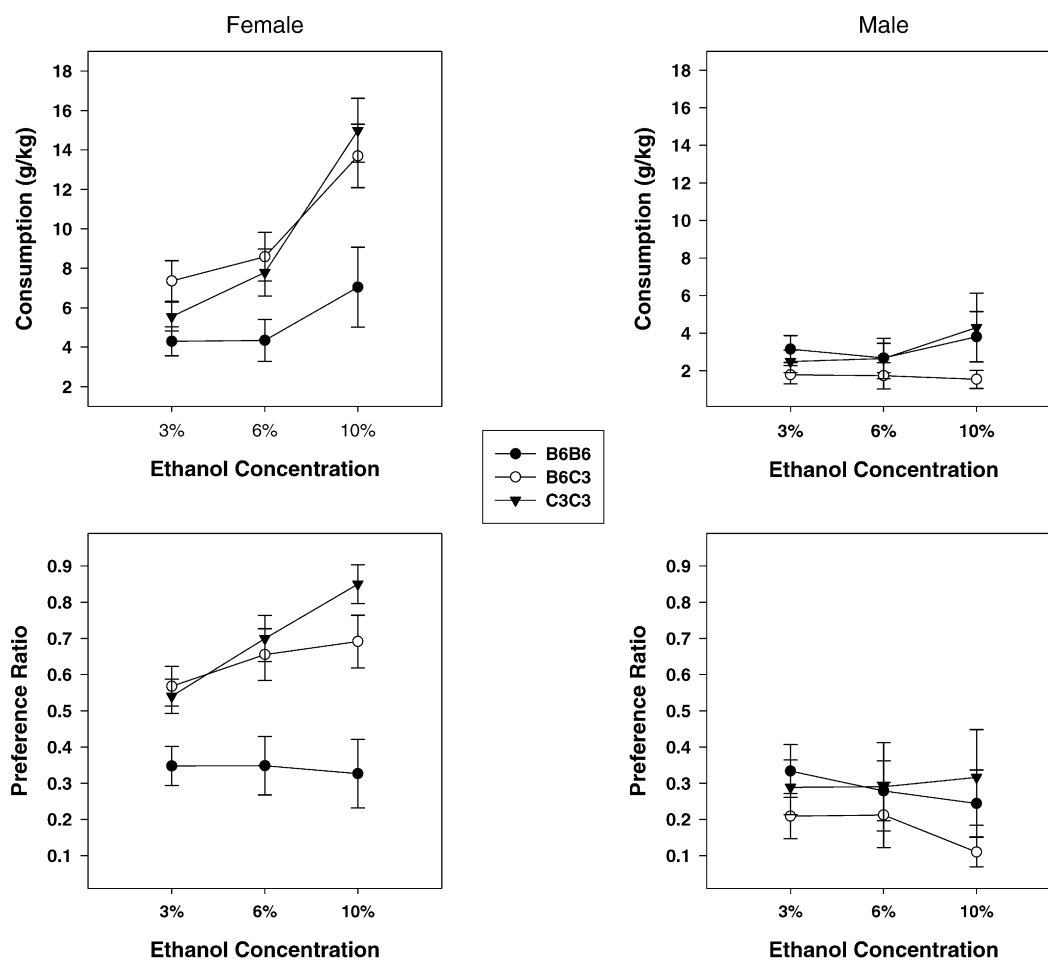 Female
Consumption (g/kg)
18
16
14
12
10
8
6
4
2
3% 6% 10%
Ethanol Concentration
Male
Consumption (g/kg)
18
16
14
12
10
8
6
4
2
3% 6% 10%
Ethanol Concentration
B6B6
B6C3
C3C3
Preference Ratio
0.9
0.8
0.7
0.6
0.5
0.4
0.3
0.2
0.1
3% 6% 10%
Ethanol Concentration
Preference Ratio
0.9
0.8
0.7
0.6
0.5
0.4
0.3
0.2
0.1
3% 6% 10%
Ethanol Concentration